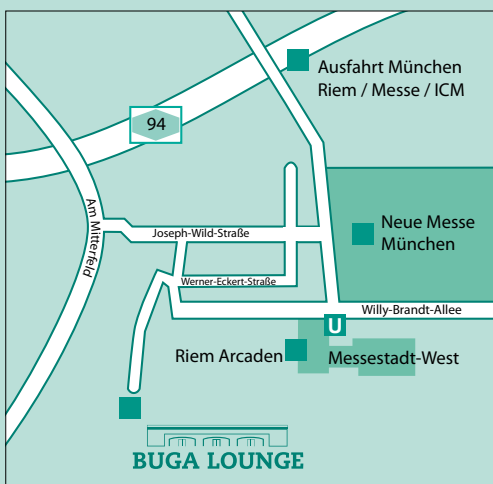 Ausfahrt München
Riem / Messe / ICM
94
Am Mitterfeld
Joseph-Wild-Straße
Neue Messe
München
Werner-Eckert-Straße
Willy-Brandt-Allee
U
Riem Arcaden
Messestadt-West
BUGA LOUNGE